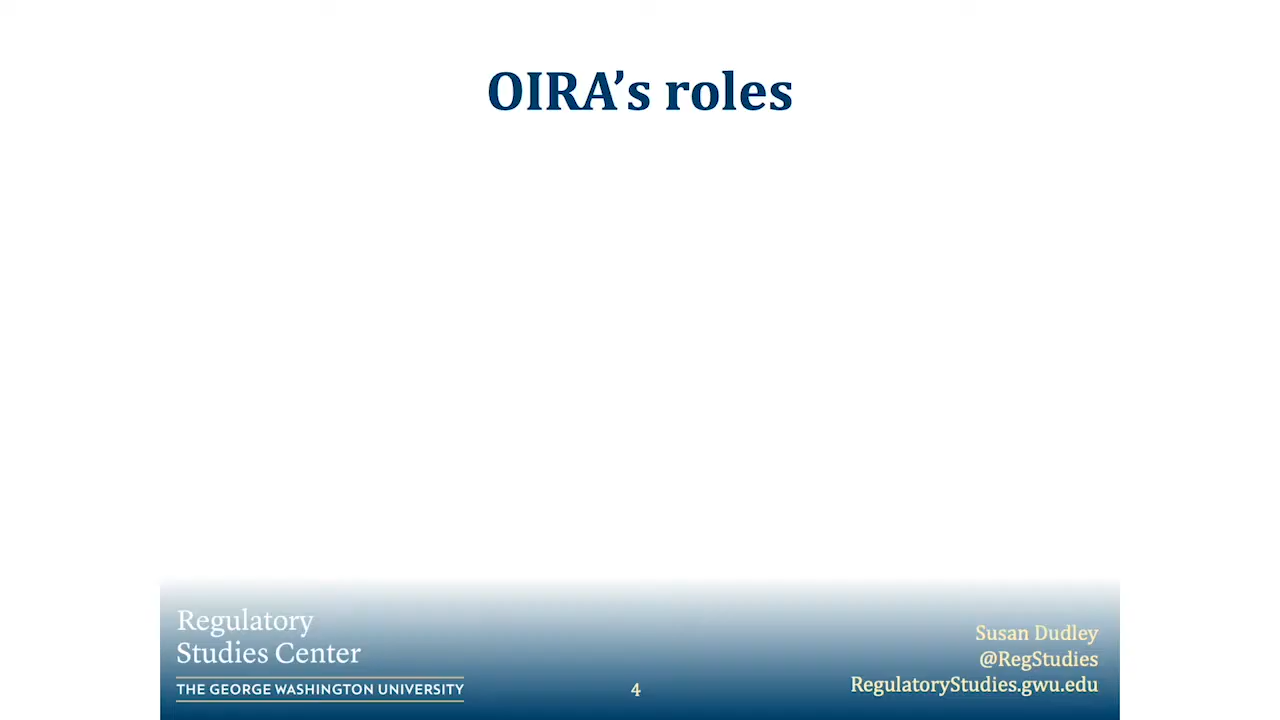 OIRA’s roles
Regulatory
Studies Center
THE GEORGE WASHINGTON UNIVERSITY
4
Susan Dudley
@RegStudies
RegulatoryStudies.gwu.edu